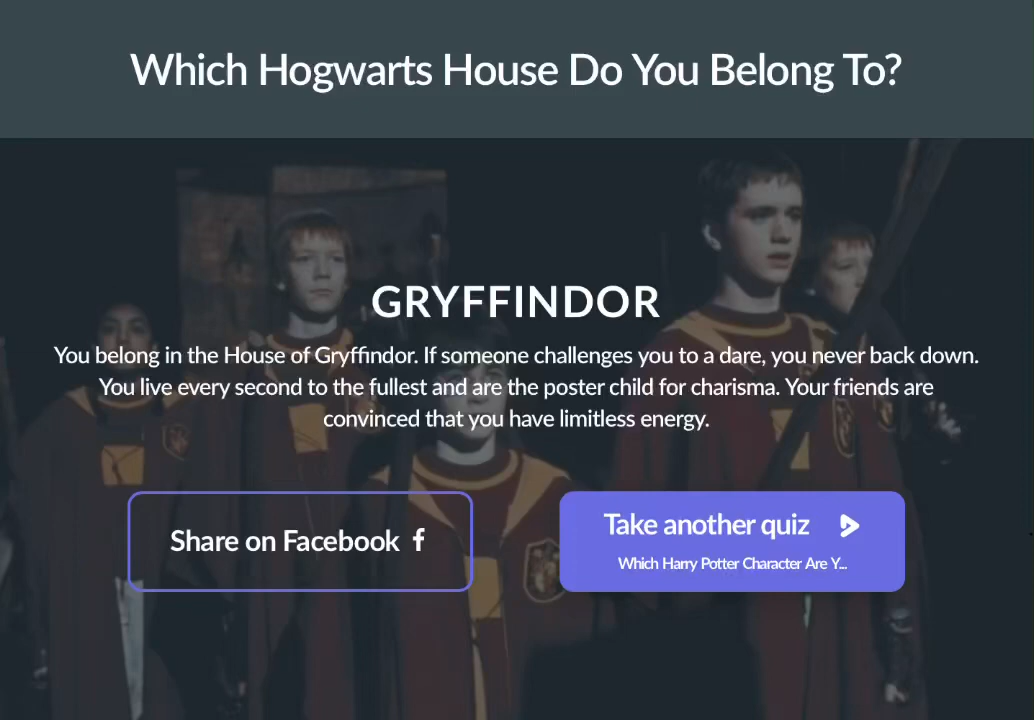 Which Hogwarts House Do You Belong To?
GRYFFINDOR
You belong in the House of Gryffindor. If someone challenges you to a dare, you never back down.
You live every second to the fullest and are the poster child for charisma. Your friends are
convinced that you have limitless energy.
Share on Facebook f
Take another quiz
Which Harry Potter Character Are Y...